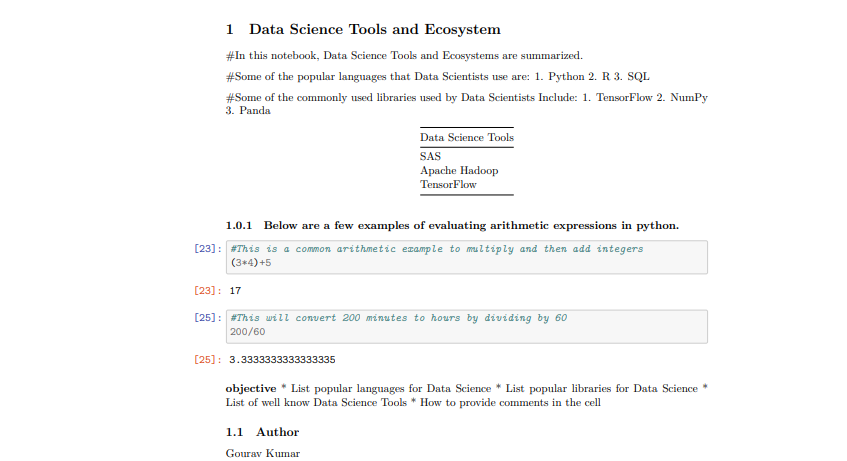 1 Data Science Tools and Ecosystem
#In this notebook, Data Science Tools and Ecosystems are summarized.
#Some of the popular languages that Data Scientists use are: 1. Python 2. R 3. SQL
#Some of the commonly used libraries used by Data Scientists Include: 1. TensorFlow 2. NumPy
3. Panda
Data Science Tools
SAS
Apache Hadoop
TensorFlow
1.0.1 Below are a few examples of evaluating arithmetic expressions in python.
[23]: #This is a common arithmetic example to multiply and then add integers
(3*4)+5
[23]: 17
[25]: #This will convert 200 minutes to hours by dividing by 60
200/60
[25]: 3.3333333333333335
objective * List popular languages for Data Science * List popular libraries for Data Science *
List of well know Data Science Tools * How to provide comments in the cell
1.1 Author
Gourav Kumar